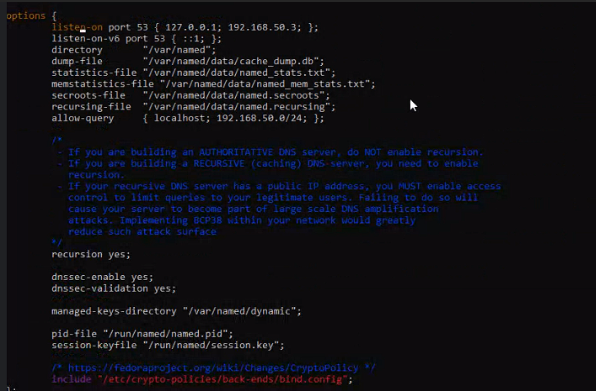 options {
listen-on port 53 { 127.0.0.1; 192.168.50.3; };
listen-on-v6 port 53 { ::1; };
directory "/var/named";
dump-file "/var/named/data/cache_dump.db";
statistics-file "/var/named/data/named_stats.txt";
memstatistics-file "/var/named/data/named_mem_stats.txt";
secroots-file "/var/named/data/named.secroots";
recursing-file "/var/named/data/named.recursing";
allow-query { localhost; 192.168.50.0/24; };
/*
- If you are building an AUTHORITATIVE DNS server, do NOT enable recursion.
- If you are building a RECURSIVE (caching) DNS server, you need to enable
recursion.
- If your recursive DNS server has a public IP address, you MUST enable access
control to limit queries to your legitimate users. Failing to do so will
cause your server to become part of large scale DNS amplification
attacks. Implementing BCP38 within your network would greatly
reduce such attack surface
*/
recursion yes;
dnssec-enable yes;
dnssec-validation yes;
managed-keys-directory "/var/named/dynamic";
pid-file "/run/named/named.pid";
session-keyfile "/run/named/session.key";
/* https://fedoraproject.org/wiki/Changes/CryptoPolicy */
include "/etc/crypto-policies/back-ends/bind.config";
};